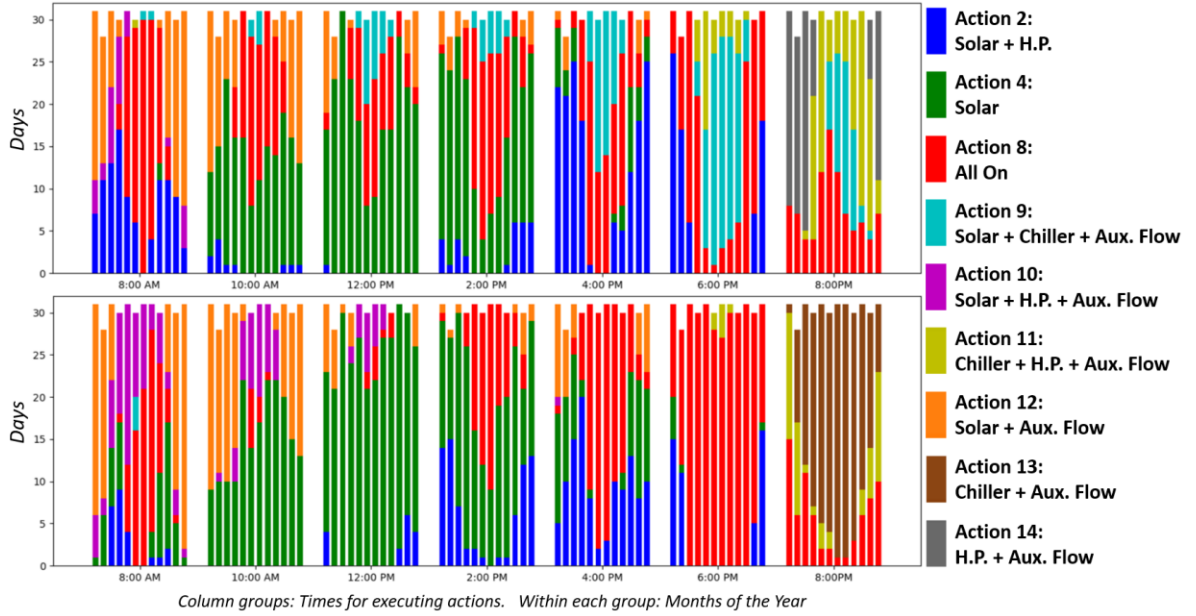 Days
30
25
20
15
10
5
0
8:00 AM 10:00 AM 12:00 PM 2:00 PM 4:00 PM 6:00 PM 8:00PM
Days
30
25
20
15
10
5
0
8:00 AM 10:00 AM 12:00 PM 2:00 PM 4:00 PM 6:00 PM 8:00PM
Column groups: Times for executing actions. Within each group: Months of the Year
Action 2:
Solar + H.P.
Action 4:
Solar
Action 8:
All On
Action 9:
Solar + Chiller + Aux. Flow
Action 10:
Solar + H.P. + Aux. Flow
Action 11:
Chiller + H.P. + Aux. Flow
Action 12:
Solar + Aux. Flow
Action 13:
Chiller + Aux. Flow
Action 14:
H.P. + Aux. Flow